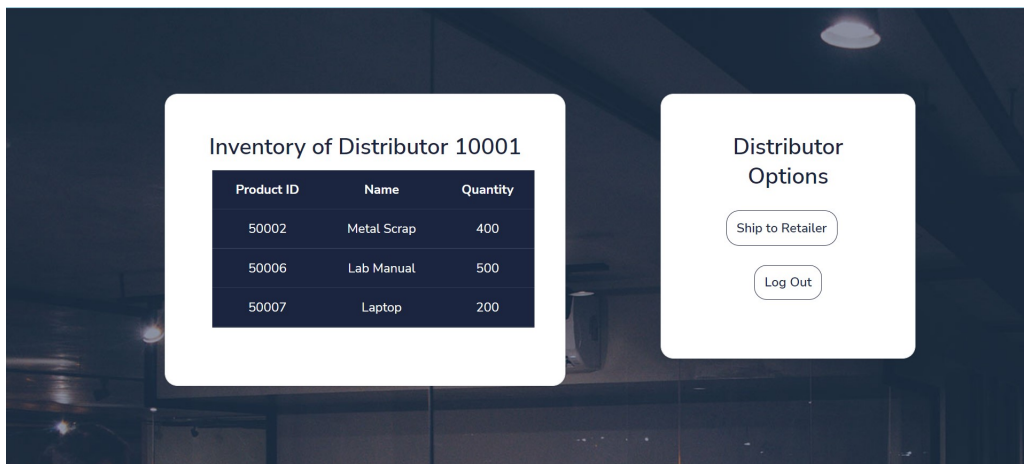 Inventory of Distributor 10001
Product ID Name Quantity
50002 Metal Scrap 400
50006 Lab Manual 500
50007 Laptop 200
Distributor
Options
Ship to Retailer
Log Out